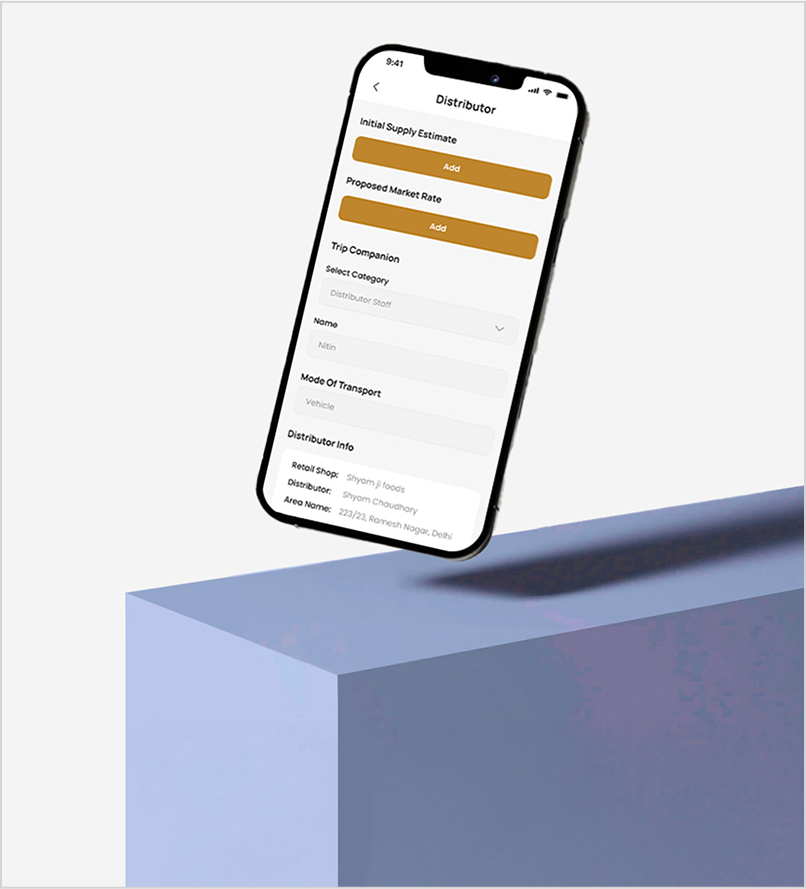 9:41
Distributor
Initial Supply Estimate
Add
Proposed Market Rate
Add
Trip Companion
Select Category
Distributor Staff
Name
Nitin
Mode Of Transport
Vehicle
Distributor Info
Retail Shop: Shyam ji foods
Distributor: Shyam Chaudhary
Area Name: 223/23, Ramesh Nagar, Delhi